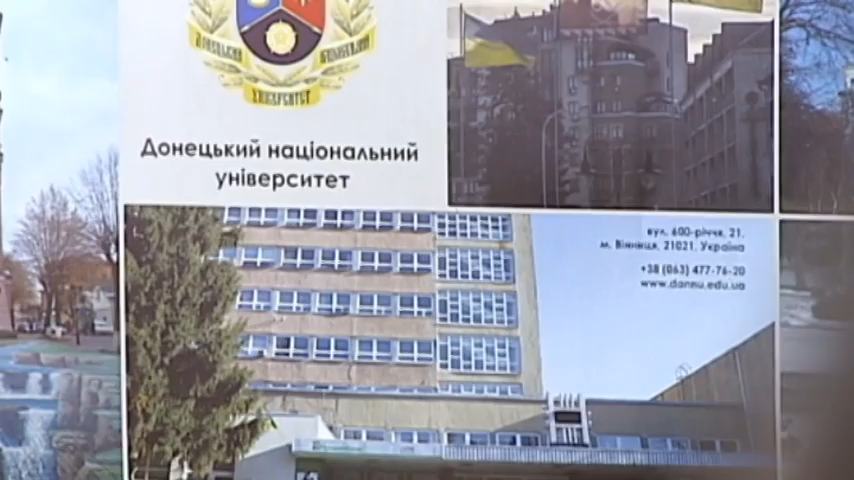 університет
Донецький національний
університет
вул. 600-річчя, 21,
м. Вінниця, 21021, Україна
+38 (063) 477-76-20
www.donnu.edu.ua